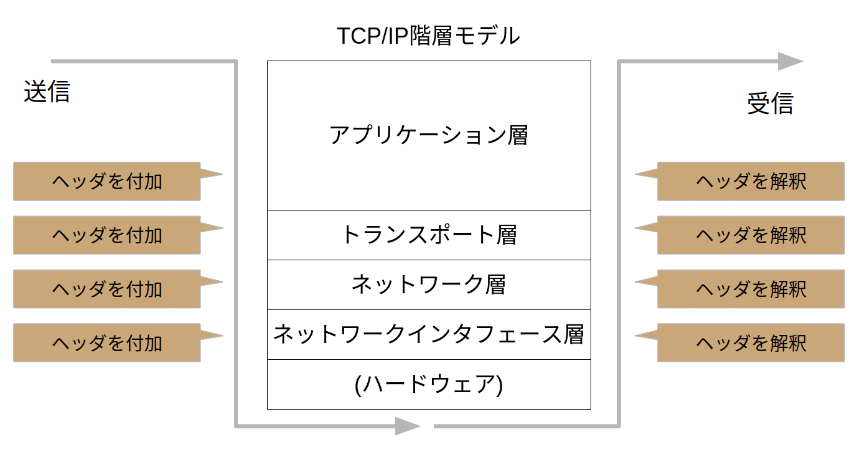 TCP/IP階層モデル
送信
受信
アプリケーション層
ヘッダを付加
ヘッダを解釈
ヘッダを付加
トランスポート層
ヘッダを解釈
ヘッダを付加
ネットワーク層
ヘッダを解釈
ヘッダを付加
ネットワークインタフェース層
ヘッダを解釈
(ハードウェア)